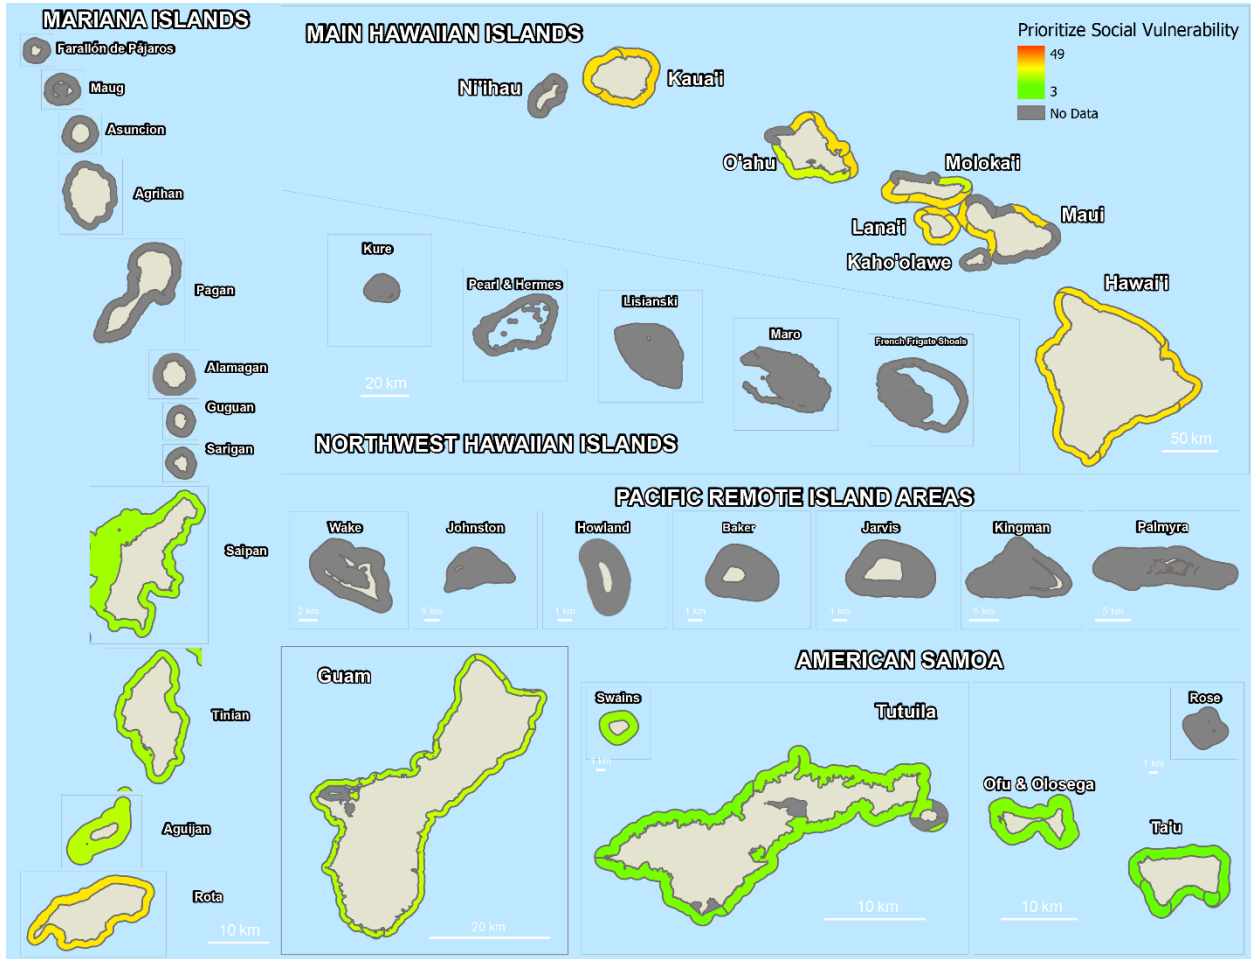 MARIANA ISLANDS
Farallón de Pájaros
Maug
Asuncion
Agrihan
Pagan
Alamagan
Guguan
Sarigan
Saipan
Tinian
Aguijan
Rota
10 km
MAIN HAWAIIAN ISLANDS
Ni'ihau
Kaua'i
O'ahu
Moloka'i
Lana'i
Maui
Kaho'olawe
Hawai'i
50 km
Prioritize Social Vulnerability
49
3
No Data
Kure
Pearl & Hermes
Lisianski
Maro
French Frigate Shoals
20 km
NORTHWEST HAWAIIAN ISLANDS
PACIFIC REMOTE ISLAND AREAS
Wake
Johnston
Howland
Baker
Jarvis
Kingman
Palmyra
2 km
5 km
1 km
1 km
1 km
5 km
5 km
Guam
20 km
AMERICAN SAMOA
Swains
1 km
Tutuila
10 km
Rose
1 km
Ofu & Olosega
Ta'u
10 km